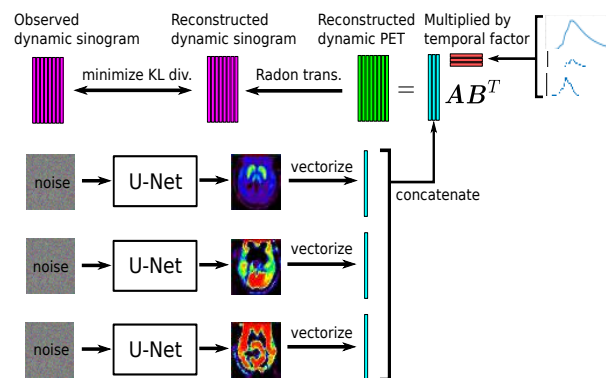 Observed
dynamic sinogram
Reconstructed
dynamic sinogram
Reconstructed
dynamic PET
Multiplied by
temporal factor
minimize KL div.
Radon trans.
=
ABᵀ
noise
U-Net
vectorize
concatenate
noise
U-Net
vectorize
noise
U-Net
vectorize